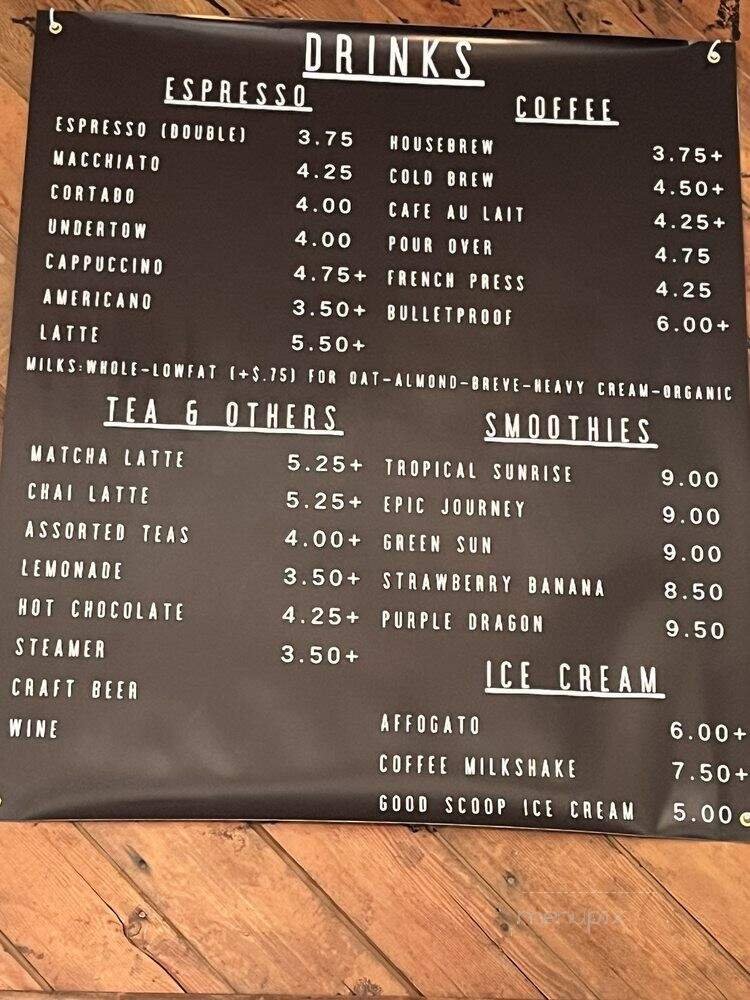 DRINKS
ESPRESSO
ESPRESSO (DOUBLE) 3.75
MACCHIATO 4.25
CORTADO 4.00
UNDERTOW 4.00
CAPPUCCINO 4.75+
AMERICANO 3.50+
LATTE 5.50+
COFFEE
HOUSEBREW 3.75+
COLD BREW 4.50+
CAFE AU LAIT 4.25+
POUR OVER 4.75
FRENCH PRESS 4.25
BULLETPROOF 6.00+
MILKS:WHOLE-LOWFAT (+$.75) FOR OAT-ALMOND-BREVE-HEAVY CREAM-ORGANIC
TEA & OTHERS
MATCHA LATTE 5.25+
CHAI LATTE 5.25+
ASSORTED TEAS 4.00+
LEMONADE 3.50+
HOT CHOCOLATE 4.25+
STEAMER 3.50+
CRAFT BEER
WINE
SMOOTHIES
TROPICAL SUNRISE 9.00
EPIC JOURNEY 9.00
GREEN SUN 9.00
STRAWBERRY BANANA 8.50
PURPLE DRAGON 9.50
ICE CREAM
AFFOGATO 6.00+
COFFEE MILKSHAKE 7.50+
GOOD SCOOP ICE CREAM 5.00
menupix